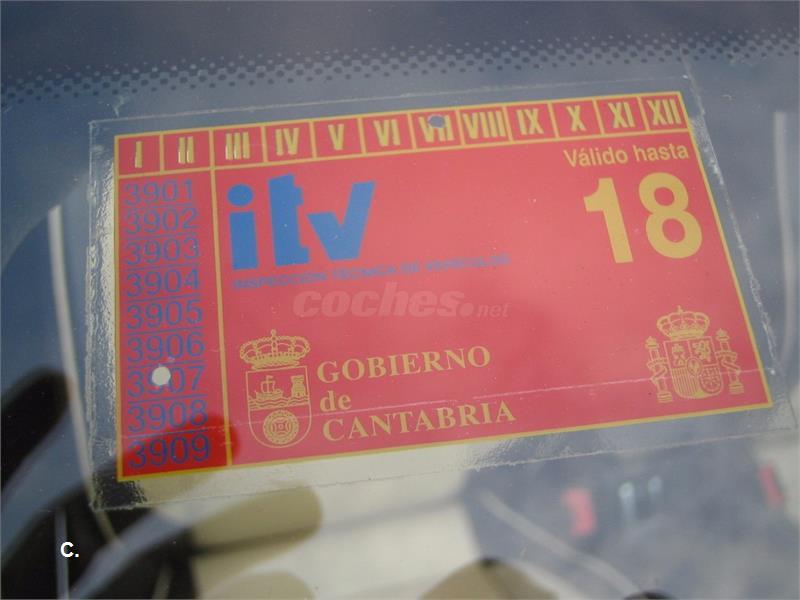 I II III IV V VI VII VIII IX X XI XII
Válido hasta
18
3901
3902
3903
3904
3905
3906
3907
3908
3909
itv
INSPECCIÓN TÉCNICA DE VEHÍCULOS
coches.net
GOBIERNO
de
CANTABRIA
C.